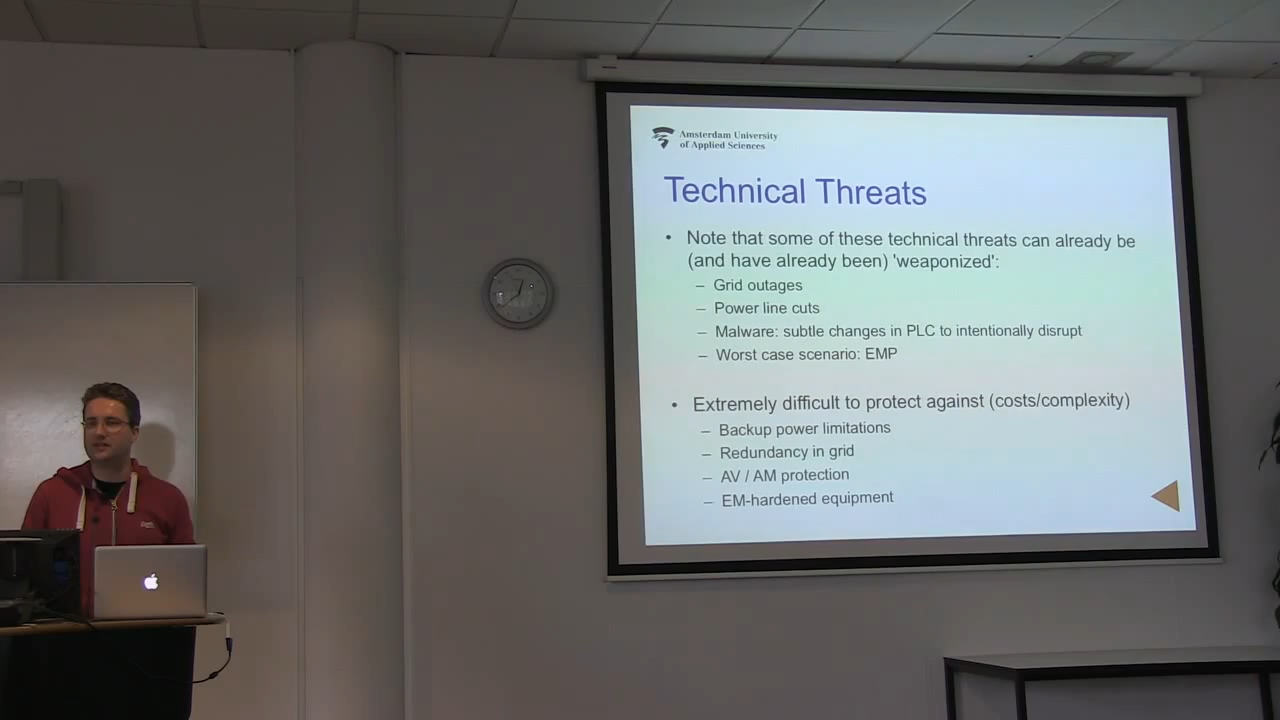 Amsterdam University
of Applied Sciences
Technical Threats
• Note that some of these technical threats can already be
(and have already been) 'weaponized':
– Grid outages
– Power line cuts
– Malware: subtle changes in PLC to intentionally disrupt
– Worst case scenario: EMP
• Extremely difficult to protect against (costs/complexity)
– Backup power limitations
– Redundancy in grid
– AV / AM protection
– EM-hardened equipment